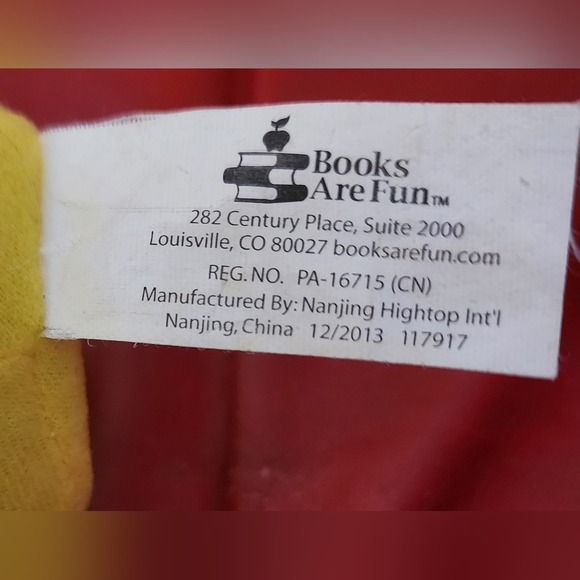 Books
Are Fun™
282 Century Place, Suite 2000
Louisville, CO 80027 booksarefun.com
REG. NO. PA-16715 (CN)
Manufactured By: Nanjing Hightop Int'l
Nanjing, China 12/2013 117917